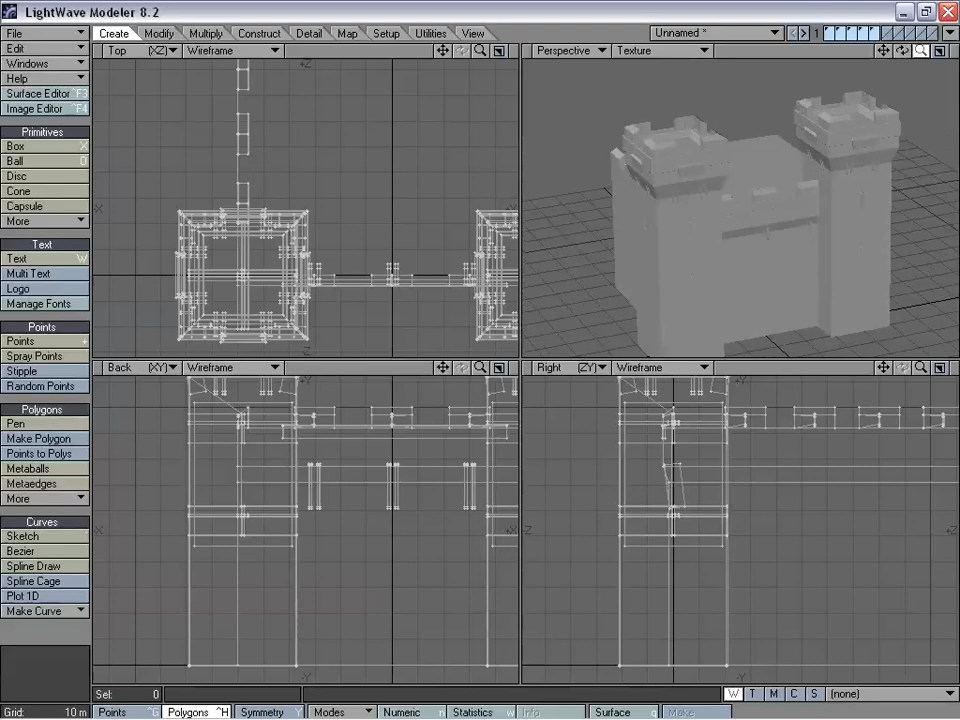 LightWave Modeler 8.2
File Create Modify Multiply Construct Detail Map Setup Utilities View Unnamed * 1
Edit Top (XZ) Wireframe Perspective Texture
Windows
Help
Surface Editor ^F3
Image Editor ^F4
Primitives
Box X
Ball O
Disc
Cone
Capsule
More
Text
Text W
Multi Text
Logo
Manage Fonts
Points
Points +
Spray Points
Stipple
Random Points
Back (XY) Wireframe Right (ZY) Wireframe
Polygons
Pen
Make Polygon
Points to Polys
Metaballs
Metaedges
More
Curves
Sketch
Bezier
Spline Draw
Spline Cage
Plot 1D
Make Curve
Sel: 0 W T M C S (none)
Grid: 10 m Points ^G Polygons ^H Symmetry Y Modes Numeric n Statistics w Info Surface q Make